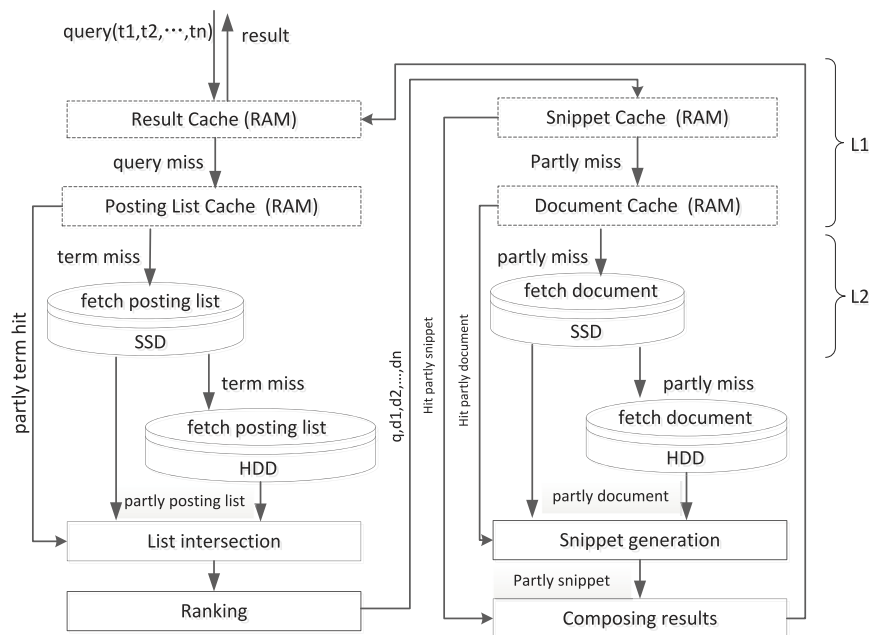 query(t1,t2,···,tn)
result
Result Cache (RAM)
query miss
Posting List Cache (RAM)
term miss
fetch posting list
SSD
term miss
fetch posting list
HDD
partly term hit
partly posting list
List intersection
Ranking
q,d1,d2,...,dn
Snippet Cache (RAM)
Partly miss
Document Cache (RAM)
partly miss
fetch document
SSD
partly miss
fetch document
HDD
Hit partly snippet
Hit partly document
partly document
Snippet generation
Partly snippet
Composing results
L1
L2